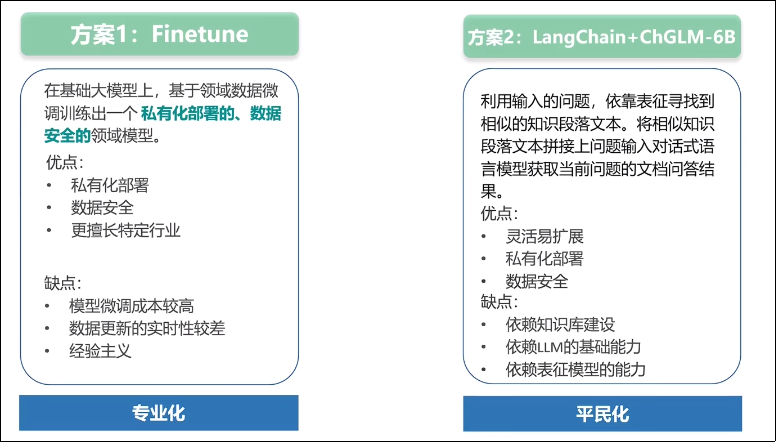 方案1：Finetune
在基础大模型上，基于领域数据微
调训练出一个 私有化部署的、数据
安全的领域模型。
优点：
• 私有化部署
• 数据安全
• 更擅长特定行业
缺点：
• 模型微调成本较高
• 数据更新的实时性较差
• 经验主义
专业化
方案2：LangChain+ChGLM-6B
利用输入的问题，依靠表征寻找到
相似的知识段落文本。将相似知识
段落文本拼接上问题输入对话式语
言模型获取当前问题的文档问答结
果。
优点：
• 灵活易扩展
• 私有化部署
• 数据安全
缺点：
• 依赖知识库建设
• 依赖LLM的基础能力
• 依赖表征模型的能力
平民化